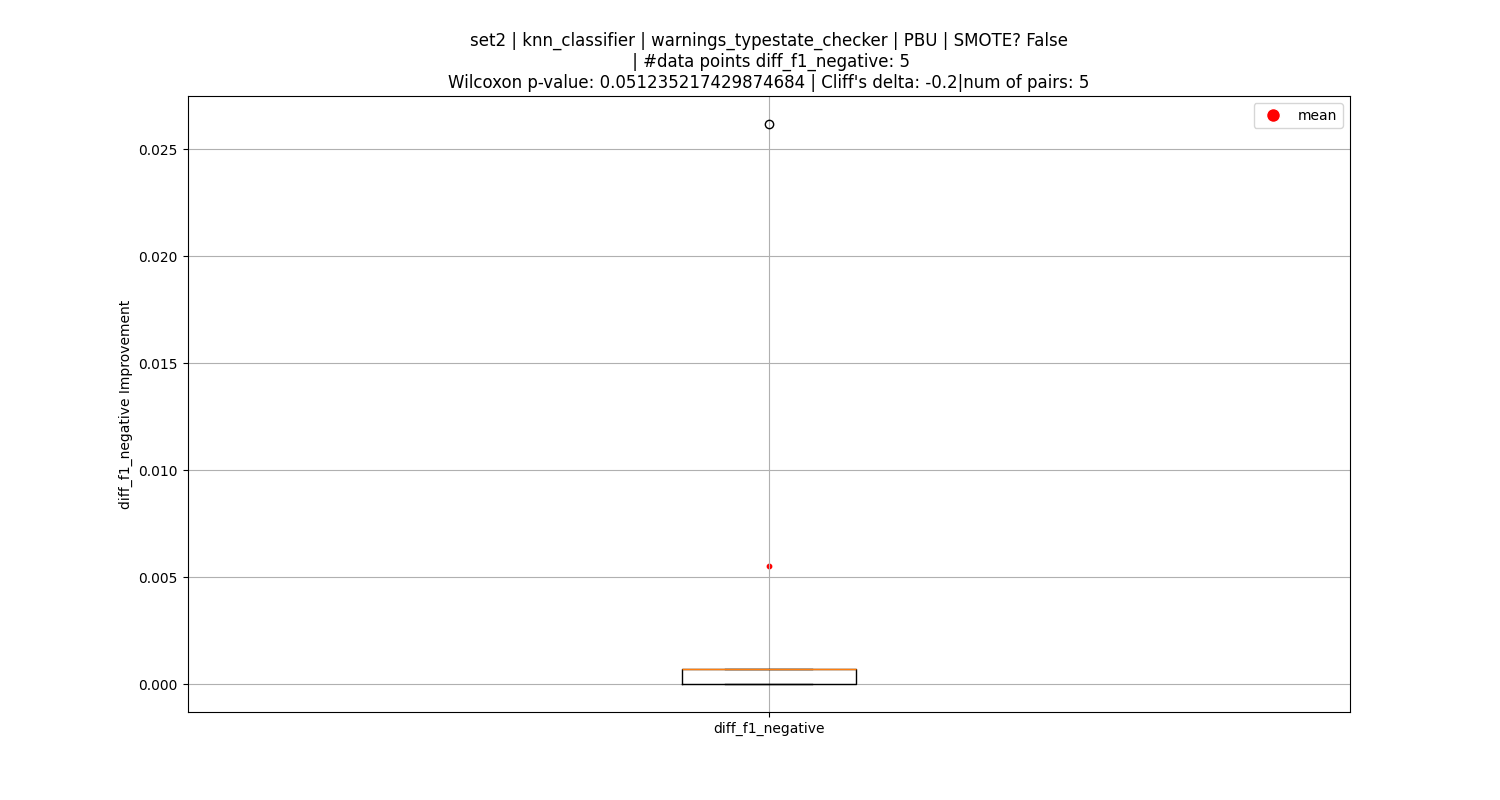 set2 | knn_classifier | warnings_typestate_checker | PBU | SMOTE? False
| #data points diff_f1_negative: 5
Wilcoxon p-value: 0.051235217429874684 | Cliff's delta: -0.2|num of pairs: 5
mean
0.025
0.020
0.015
0.010
0.005
0.000
diff_f1_negative Improvement
diff_f1_negative